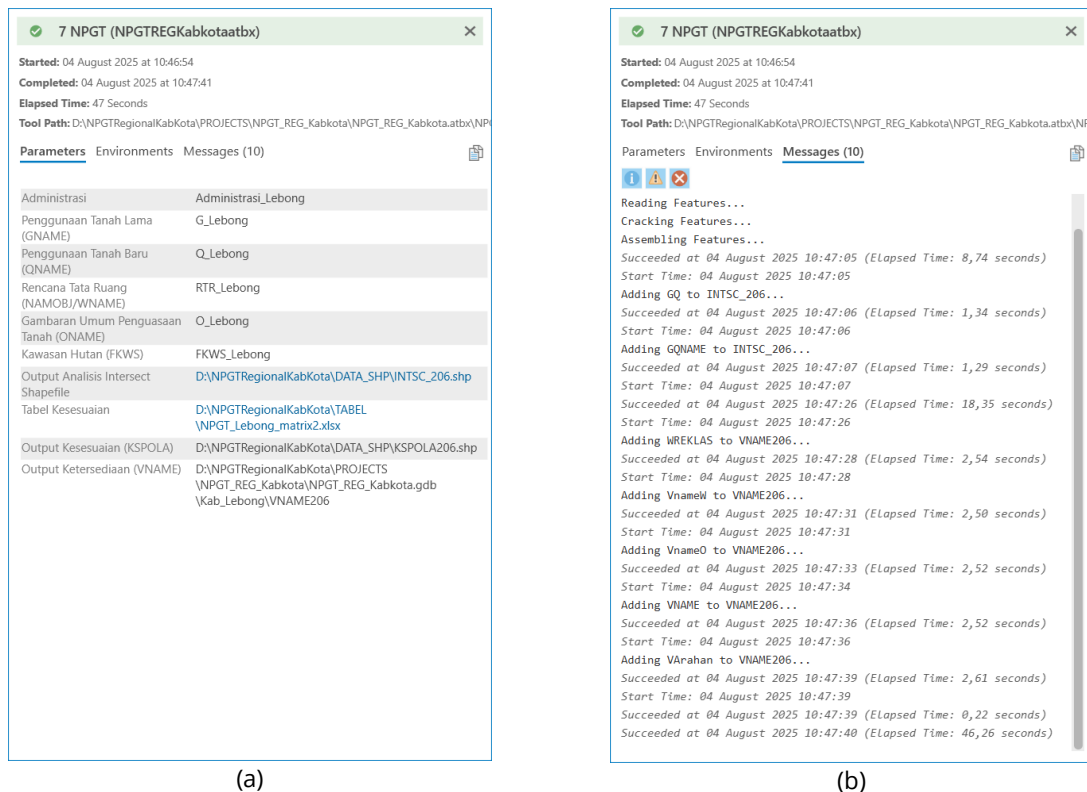 7 NPGT (NPGTREGKabkotaatbx)
Started: 04 August 2025 at 10:46:54
Completed: 04 August 2025 at 10:47:41
Elapsed Time: 47 Seconds
Tool Path: D:\NPGTRegionalKabKota\PROJECTS\NPGT_REG_Kabkota\NPGT_REG_Kabkota.atbx\NP
Parameters Environments Messages (10)
Administrasi Administrasi_Lebong
Penggunaan Tanah Lama G_Lebong
(GNAME)
Penggunaan Tanah Baru Q_Lebong
(QNAME)
Rencana Tata Ruang RTR_Lebong
(NAMOBJ/WNAME)
Gambaran Umum Penguasaan O_Lebong
Tanah (ONAME)
Kawasan Hutan (FKWS) FKWS_Lebong
Output Analisis Intersect D:\NPGTRegionalKabKota\DATA_SHP\INTSC_206.shp
Shapefile
Tabel Kesesuaian D:\NPGTRegionalKabKota\TABEL
\NPGT_Lebong_matrix2.xlsx
Output Kesesuaian (KSPOLA) D:\NPGTRegionalKabKota\DATA_SHP\KSPOLA206.shp
Output Ketersediaan (VNAME) D:\NPGTRegionalKabKota\PROJECTS
\NPGT_REG_Kabkota\NPGT_REG_Kabkota.gdb
\Kab_Lebong\VNAME206
(a)
7 NPGT (NPGTREGKabkotaatbx)
Started: 04 August 2025 at 10:46:54
Completed: 04 August 2025 at 10:47:41
Elapsed Time: 47 Seconds
Tool Path: D:\NPGTRegionalKabKota\PROJECTS\NPGT_REG_Kabkota\NPGT_REG_Kabkota.atbx\NP
Parameters Environments Messages (10)
Reading Features...
Cracking Features...
Assembling Features...
Succeeded at 04 August 2025 10:47:05 (Elapsed Time: 8,74 seconds)
Start Time: 04 August 2025 10:47:05
Adding GQ to INTSC_206...
Succeeded at 04 August 2025 10:47:06 (Elapsed Time: 1,34 seconds)
Start Time: 04 August 2025 10:47:06
Adding GQNAME to INTSC_206...
Succeeded at 04 August 2025 10:47:07 (Elapsed Time: 1,29 seconds)
Start Time: 04 August 2025 10:47:07
Succeeded at 04 August 2025 10:47:26 (Elapsed Time: 18,35 seconds)
Start Time: 04 August 2025 10:47:26
Adding WREKLAS to VNAME206...
Succeeded at 04 August 2025 10:47:28 (Elapsed Time: 2,54 seconds)
Start Time: 04 August 2025 10:47:28
Adding VnameW to VNAME206...
Succeeded at 04 August 2025 10:47:31 (Elapsed Time: 2,50 seconds)
Start Time: 04 August 2025 10:47:31
Adding VnameO to VNAME206...
Succeeded at 04 August 2025 10:47:33 (Elapsed Time: 2,52 seconds)
Start Time: 04 August 2025 10:47:34
Adding VNAME to VNAME206...
Succeeded at 04 August 2025 10:47:36 (Elapsed Time: 2,52 seconds)
Start Time: 04 August 2025 10:47:36
Adding VArahan to VNAME206...
Succeeded at 04 August 2025 10:47:39 (Elapsed Time: 2,61 seconds)
Start Time: 04 August 2025 10:47:39
Succeeded at 04 August 2025 10:47:39 (Elapsed Time: 0,22 seconds)
Succeeded at 04 August 2025 10:47:40 (Elapsed Time: 46,26 seconds)
(b)